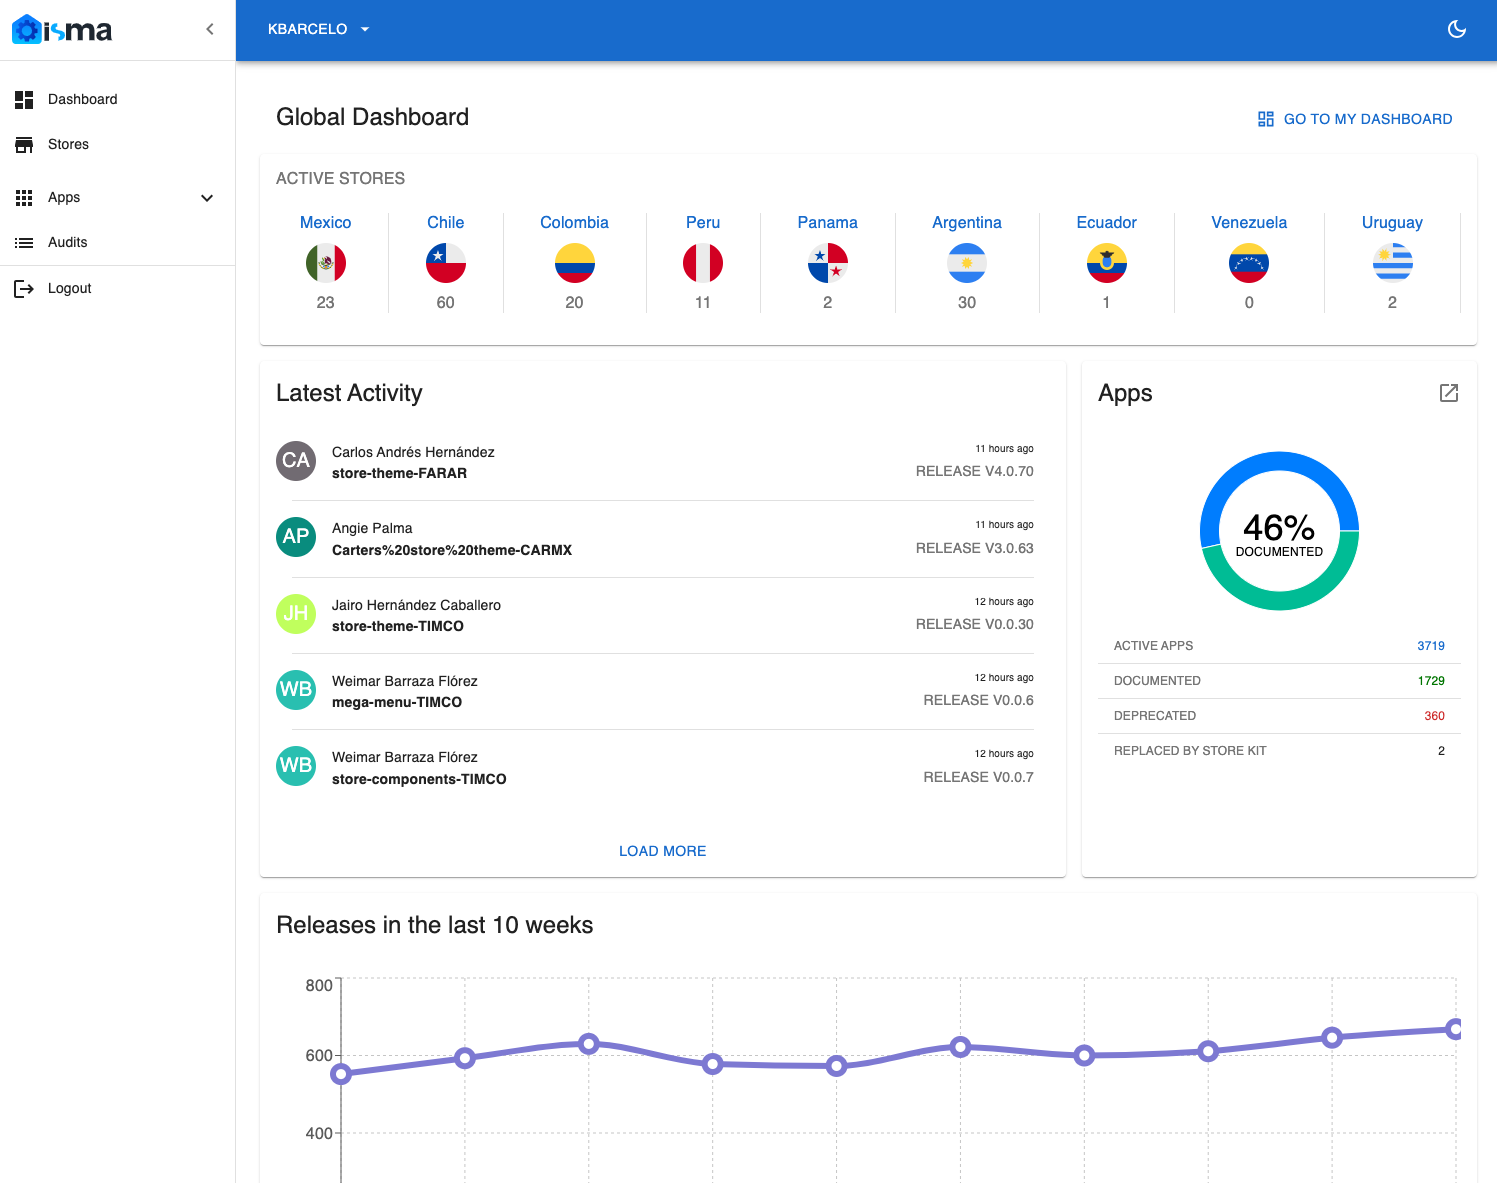 isma
KBARCELO
Dashboard
Stores
Apps
Audits
Logout
Global Dashboard
GO TO MY DASHBOARD
ACTIVE STORES
Mexico Chile Colombia Peru Panama Argentina Ecuador Venezuela Uruguay
23 60 20 11 2 30 1 0 2
Latest Activity
Carlos Andrés Hernández 11 hours ago
CA
store-theme-FARAR RELEASE V4.0.70
Angie Palma 11 hours ago
AP
Carters%20store%20theme-CARMX RELEASE V3.0.63
Jairo Hernández Caballero 12 hours ago
JH
store-theme-TIMCO RELEASE V0.0.30
Weimar Barraza Flórez 12 hours ago
WB
mega-menu-TIMCO RELEASE V0.0.6
Weimar Barraza Flórez 12 hours ago
WB
store-components-TIMCO RELEASE V0.0.7
LOAD MORE
Apps
46%
DOCUMENTED
ACTIVE APPS 3719
DOCUMENTED 1729
DEPRECATED 360
REPLACED BY STORE KIT 2
Releases in the last 10 weeks
800
600
400